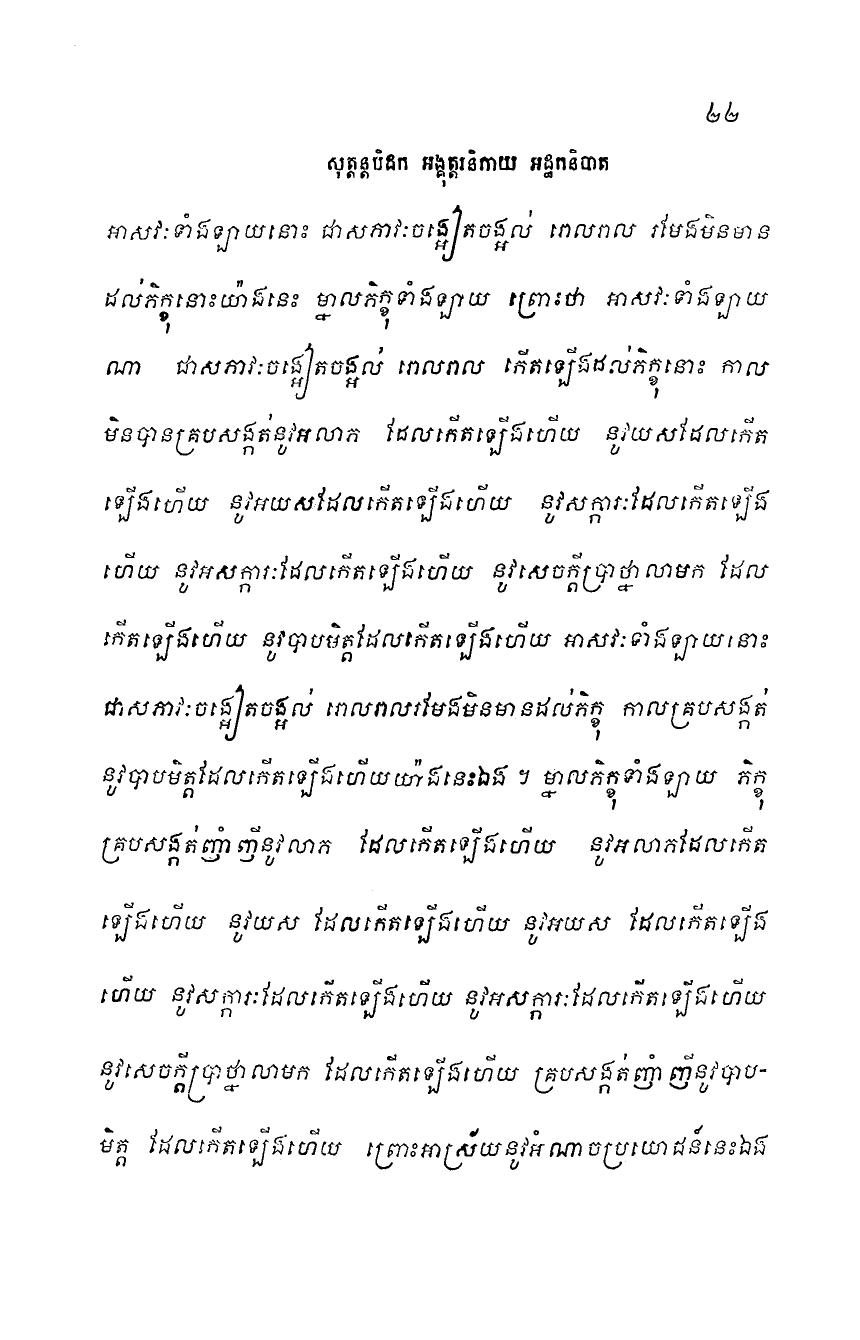 ២២
សុត្តន្តបិដក អង្គុត្តរនិកាយ អដ្ឋកនិបាត
អាសវៈទាំងឡាយនោះ ជាសភាវៈចង្អៀតចង្អល់ រោលរាល រមែងមិនមាន
ដល់ភិក្ខុនោះយ៉ាងនេះ ម្នាលភិក្ខុទាំងឡាយ ព្រោះថា អាសវៈទាំងឡាយ
ណា ជាសភាវៈចង្អៀតចង្អល់ រោលរាល កើតឡើងដល់ភិក្ខុនោះ កាល
មិនបានគ្របសង្កត់នូវអលាភ ដែលកើតឡើងហើយ នូវយសដែលកើត
ឡើងហើយ នូវអយសដែលកើតឡើងហើយ នូវសក្ការៈដែលកើតឡើង
ហើយ នូវអសក្ការៈដែលកើតឡើងហើយ នូវសេចក្តីប្រាថ្នាលាមក ដែល
កើតឡើងហើយ នូវបាបមិត្តដែលកើតឡើងហើយ អាសវៈទាំងឡាយនោះ
ជាសភាវៈចង្អៀតចង្អល់ រោលរាលរមែងមិនមានដល់ភិក្ខុ កាលគ្របសង្កត់
នូវបាបមិត្តដែលកើតឡើងហើយយ៉ាងនេះឯង ។ ម្នាលភិក្ខុទាំងឡាយ ភិក្ខុ
គ្របសង្កត់ញាំញីនូវលាភ ដែលកើតឡើងហើយ នូវអលាភដែលកើត
ឡើងហើយ នូវយស ដែលកើតឡើងហើយ នូវអយស ដែលកើតឡើង
ហើយ នូវសក្ការៈដែលកើតឡើងហើយ នូវអសក្ការៈដែលកើតឡើងហើយ
នូវសេចក្តីប្រាថ្នាលាមក ដែលកើតឡើងហើយ គ្របសង្កត់ញាំញីនូវបាប-
មិត្ត ដែលកើតឡើងហើយ ព្រោះអាស្រ័យនូវអំណាចប្រយោជន៍នេះឯង